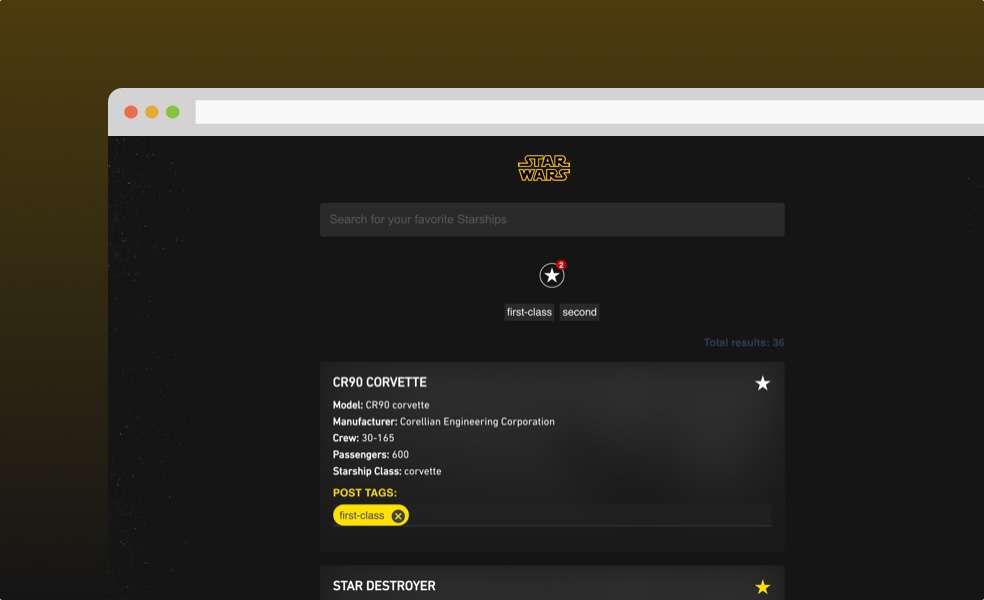 STAR
WARS
Search for your favorite Starships
2
first-class second
Total results: 36
CR90 CORVETTE
Model: CR90 corvette
Manufacturer: Corellian Engineering Corporation
Crew: 30-165
Passengers: 600
Starship Class: corvette
POST TAGS:
first-class
STAR DESTROYER